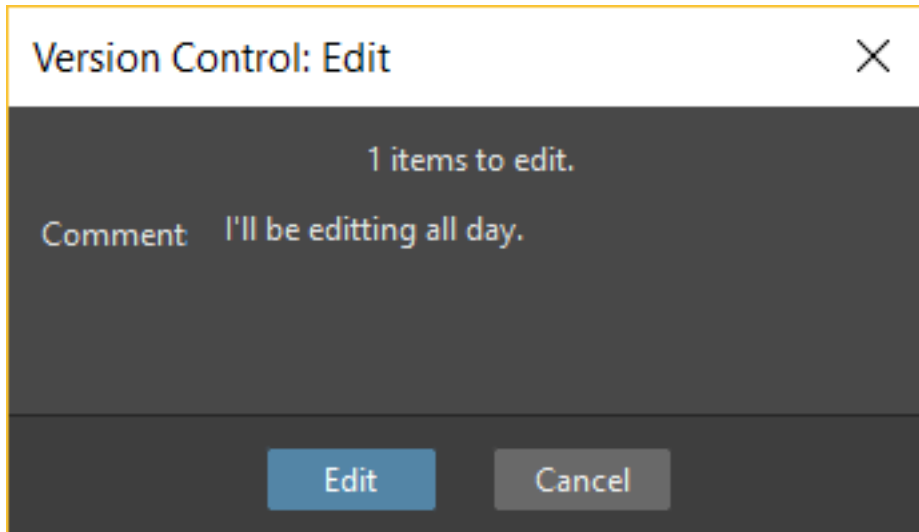 Version Control: Edit
1 items to edit.
Comment I'll be editting all day.
Edit Cancel